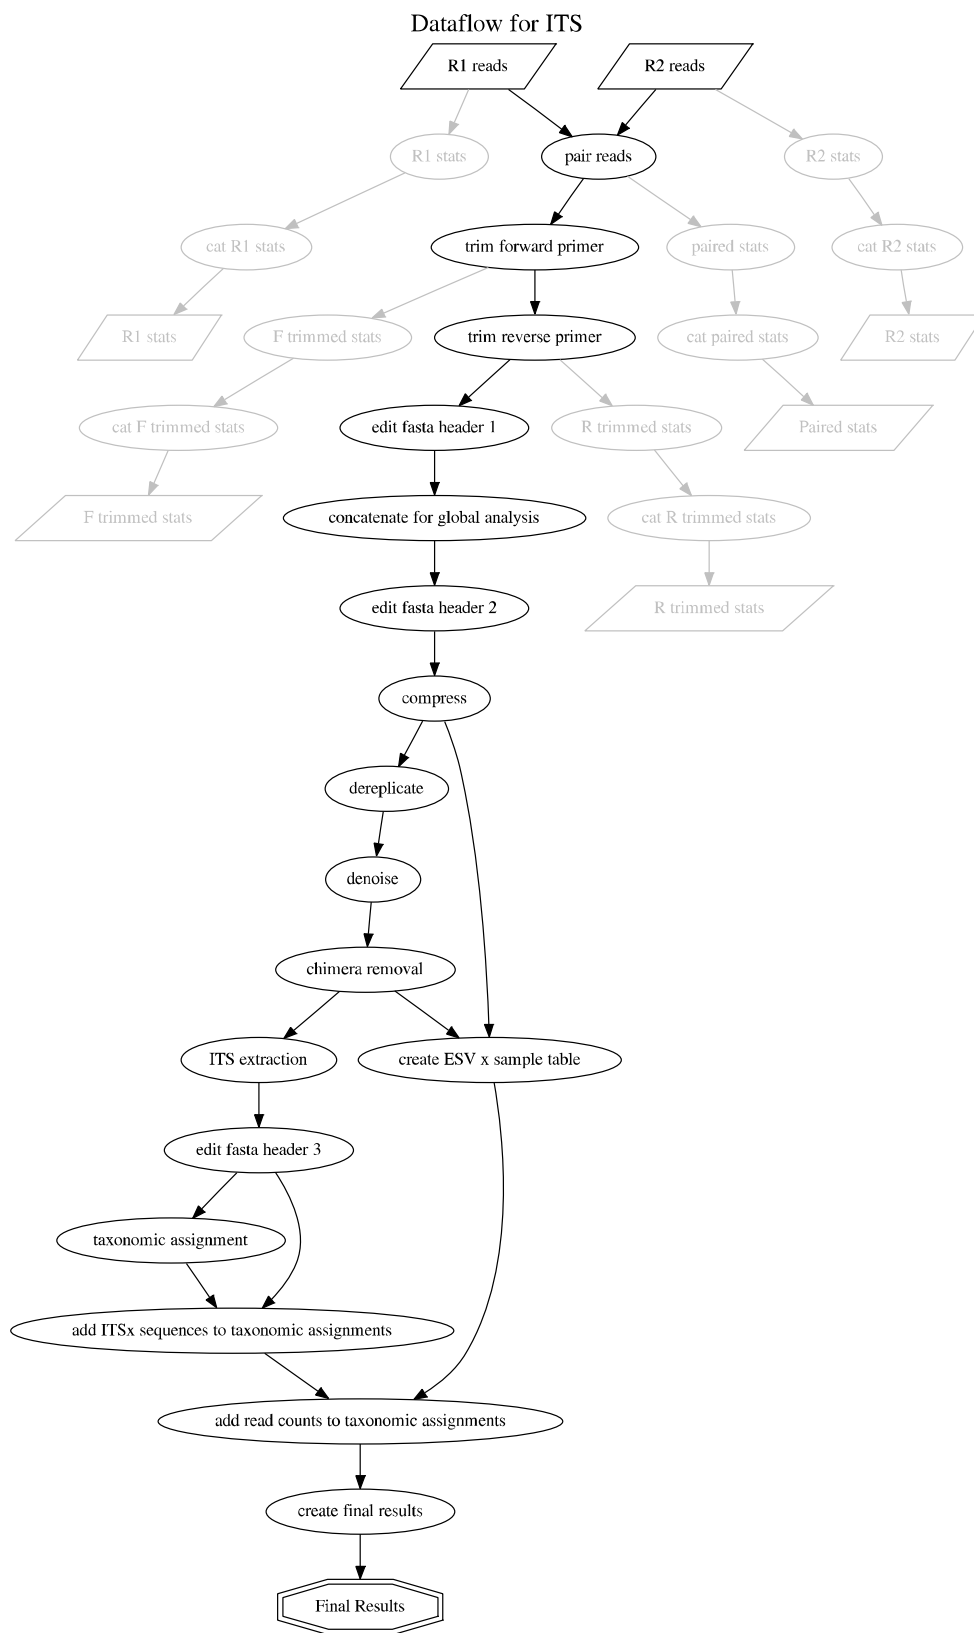 Dataflow for ITS
R1 reads
R2 reads
R1 stats
pair reads
R2 stats
cat R1 stats
trim forward primer
paired stats
cat R2 stats
R1 stats
F trimmed stats
trim reverse primer
cat paired stats
R2 stats
cat F trimmed stats
edit fasta header 1
R trimmed stats
Paired stats
F trimmed stats
concatenate for global analysis
cat R trimmed stats
edit fasta header 2
R trimmed stats
compress
dereplicate
denoise
chimera removal
ITS extraction
create ESV x sample table
edit fasta header 3
taxonomic assignment
add ITSx sequences to taxonomic assignments
add read counts to taxonomic assignments
create final results
Final Results